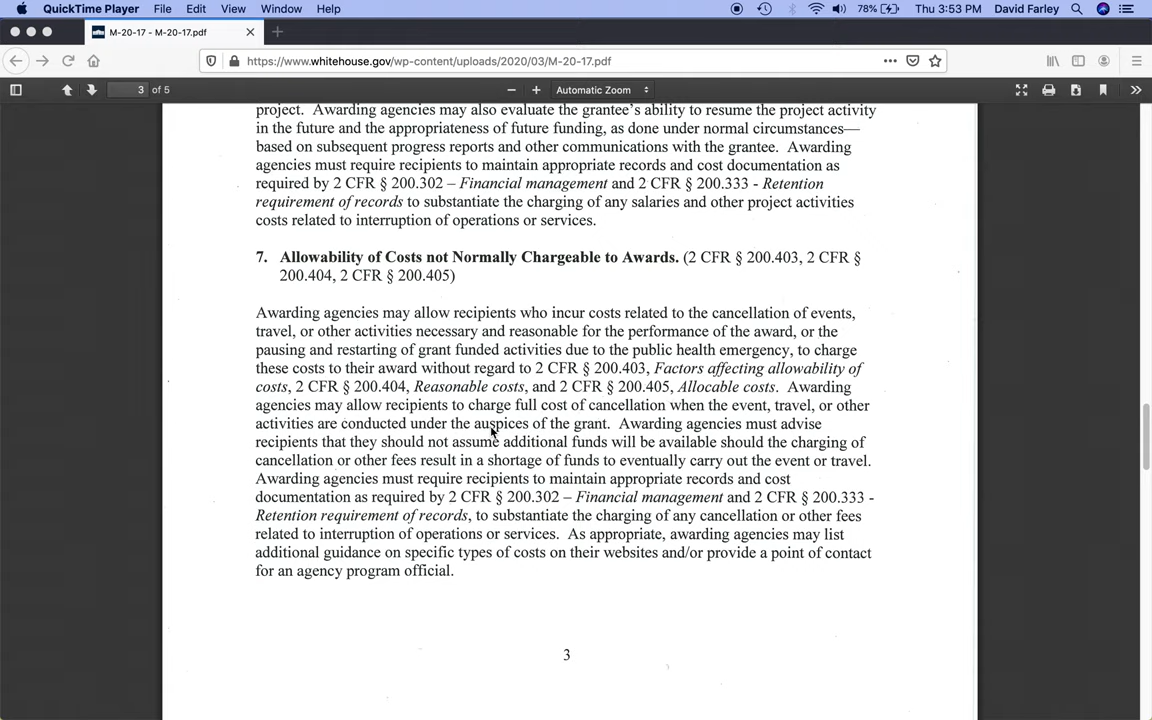 QuickTime Player File Edit View Window Help 78% Thu 3:53 PM David Farley
M-20-17 - M-20-17.pdf
https://www.whitehouse.gov/wp-content/uploads/2020/03/M-20-17.pdf
3 of 5 Automatic Zoom
project. Awarding agencies may also evaluate the grantee's ability to resume the project activity
in the future and the appropriateness of future funding, as done under normal circumstances—
based on subsequent progress reports and other communications with the grantee. Awarding
agencies must require recipients to maintain appropriate records and cost documentation as
required by 2 CFR § 200.302 – Financial management and 2 CFR § 200.333 - Retention
requirement of records to substantiate the charging of any salaries and other project activities
costs related to interruption of operations or services.
7. Allowability of Costs not Normally Chargeable to Awards. (2 CFR § 200.403, 2 CFR §
200.404, 2 CFR § 200.405)
Awarding agencies may allow recipients who incur costs related to the cancellation of events,
travel, or other activities necessary and reasonable for the performance of the award, or the
pausing and restarting of grant funded activities due to the public health emergency, to charge
these costs to their award without regard to 2 CFR § 200.403, Factors affecting allowability of
costs, 2 CFR § 200.404, Reasonable costs, and 2 CFR § 200.405, Allocable costs. Awarding
agencies may allow recipients to charge full cost of cancellation when the event, travel, or other
activities are conducted under the auspices of the grant. Awarding agencies must advise
recipients that they should not assume additional funds will be available should the charging of
cancellation or other fees result in a shortage of funds to eventually carry out the event or travel.
Awarding agencies must require recipients to maintain appropriate records and cost
documentation as required by 2 CFR § 200.302 – Financial management and 2 CFR § 200.333 -
Retention requirement of records, to substantiate the charging of any cancellation or other fees
related to interruption of operations or services. As appropriate, awarding agencies may list
additional guidance on specific types of costs on their websites and/or provide a point of contact
for an agency program official.
3